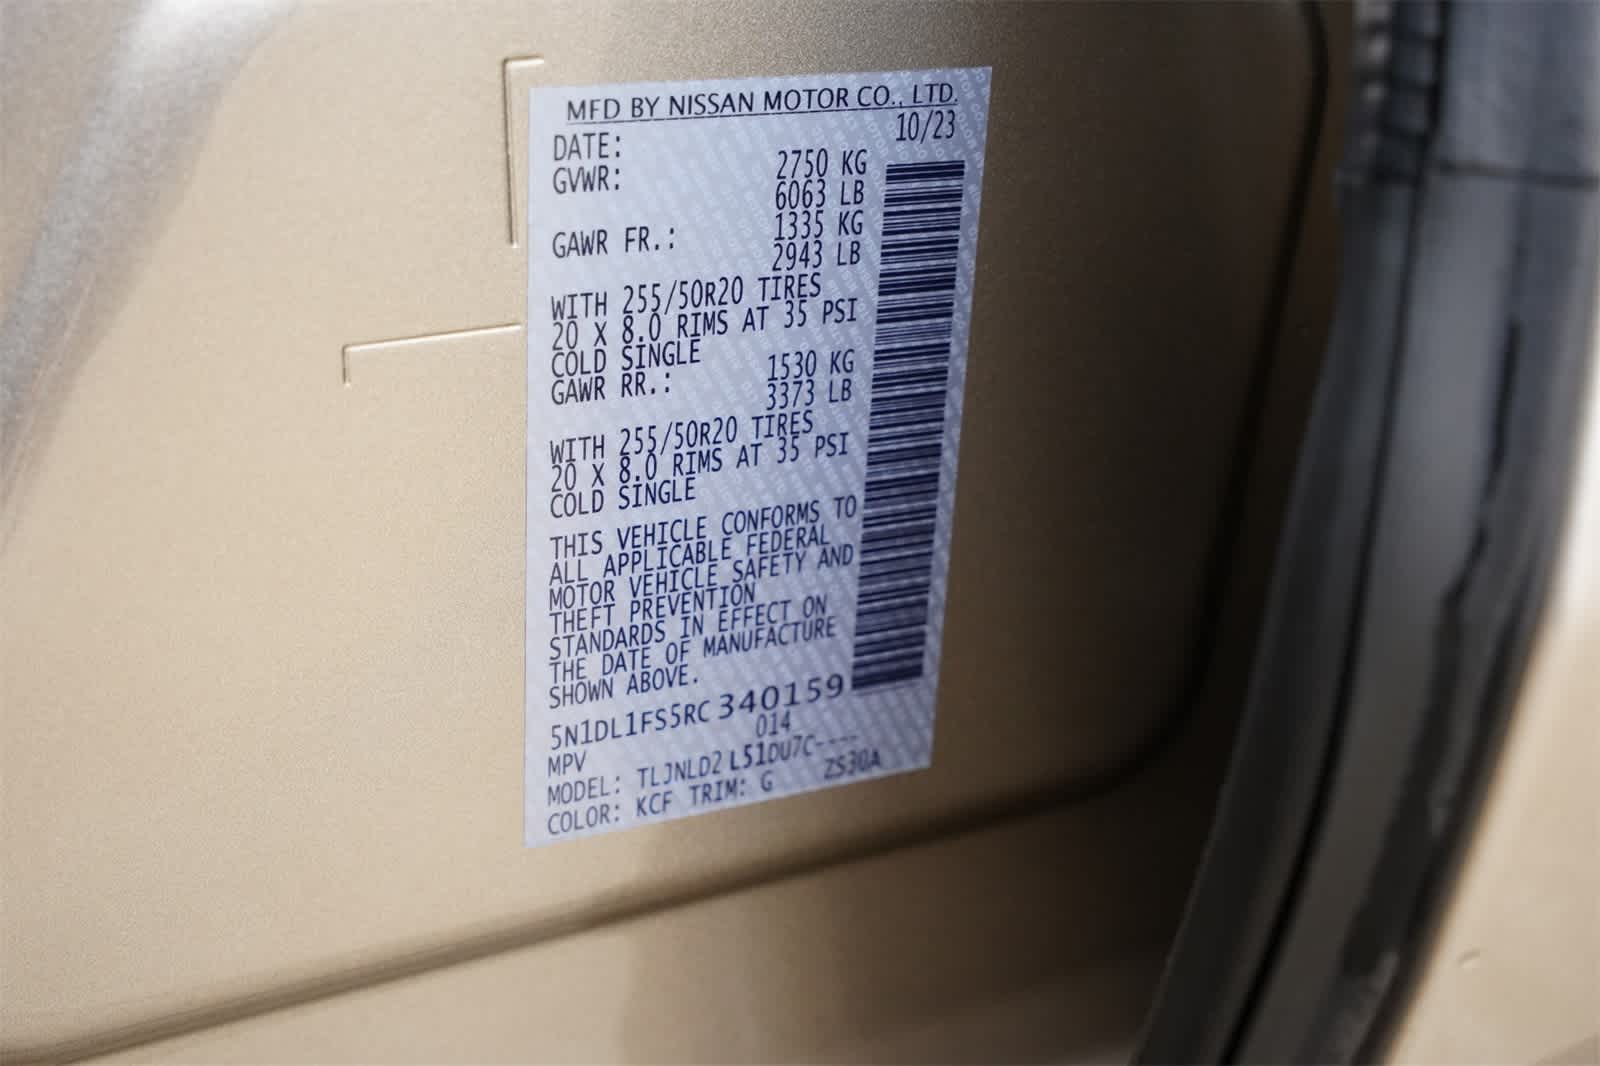 MFD BY NISSAN MOTOR CO., LTD.
DATE: 10/23
GVWR: 2750 KG
6063 LB
GAWR FR.: 1335 KG
2943 LB
WITH 255/50R20 TIRES
20 X 8.0 RIMS AT 35 PSI
COLD SINGLE
GAWR RR.: 1530 KG
3373 LB
WITH 255/50R20 TIRES
20 X 8.0 RIMS AT 35 PSI
COLD SINGLE
THIS VEHICLE CONFORMS TO
ALL APPLICABLE FEDERAL
MOTOR VEHICLE SAFETY AND
THEFT PREVENTION
STANDARDS IN EFFECT ON
THE DATE OF MANUFACTURE
SHOWN ABOVE.
5N1DL1FS5RC340159
MPV 014
MODEL: TLJNLD2 L51DU7C----
COLOR: KCF TRIM: G ZS30A